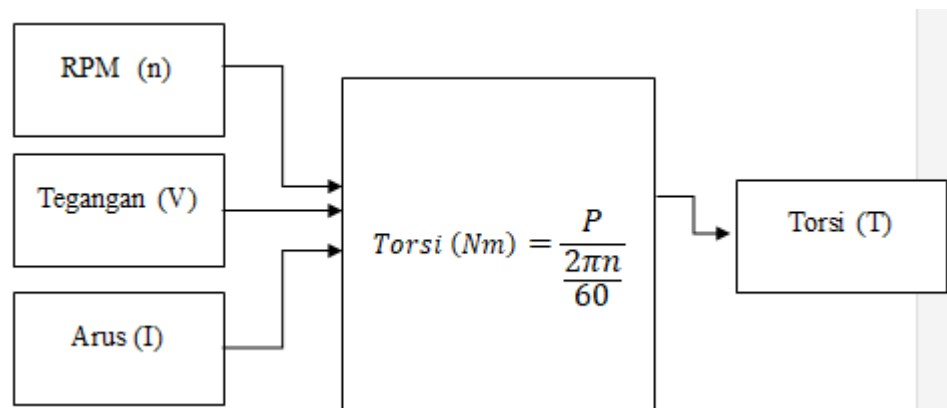 RPM (n)
Tegangan (V)
Arus (I)
Torsi (Nm) = P / (2πn / 60)
Torsi (T)